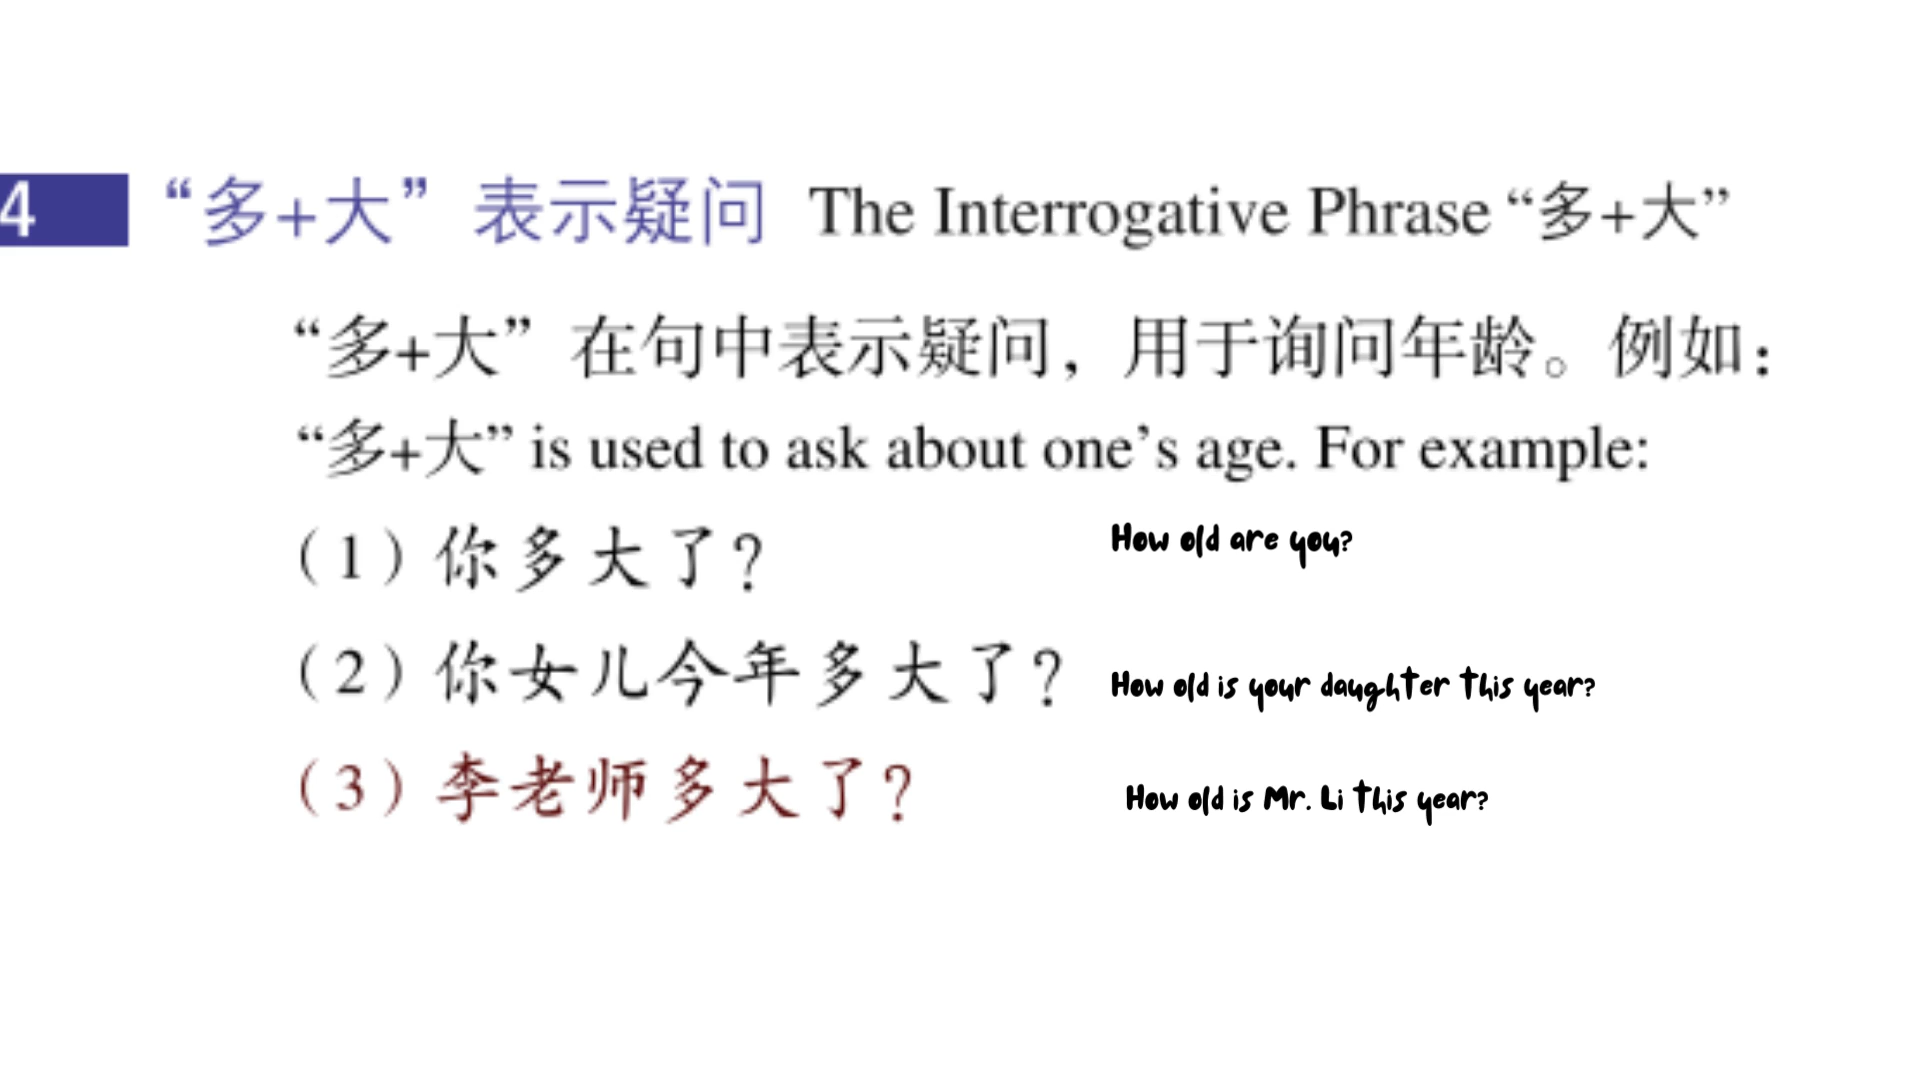 4 “多+大”表示疑问 The Interrogative Phrase “多+大”
“多+大”在句中表示疑问，用于询问年龄。例如：
“多+大” is used to ask about one’s age. For example:
（1）你多大了？ How old are you?
（2）你女儿今年多大了？ How old is your daughter this year?
（3）李老师多大了？ How old is Mr. Li this year?